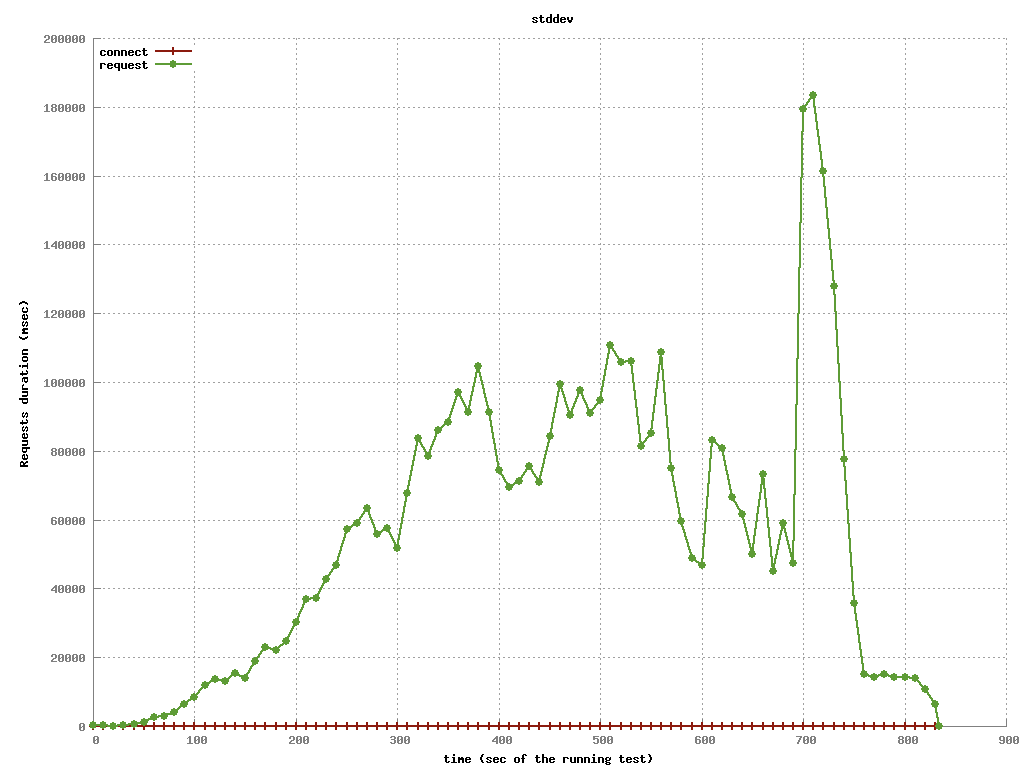 stddev
connect
request
200000
180000
160000
140000
120000
100000
80000
60000
40000
20000
0
Requests duration (msec)
0 100 200 300 400 500 600 700 800 900
time (sec of the running test)